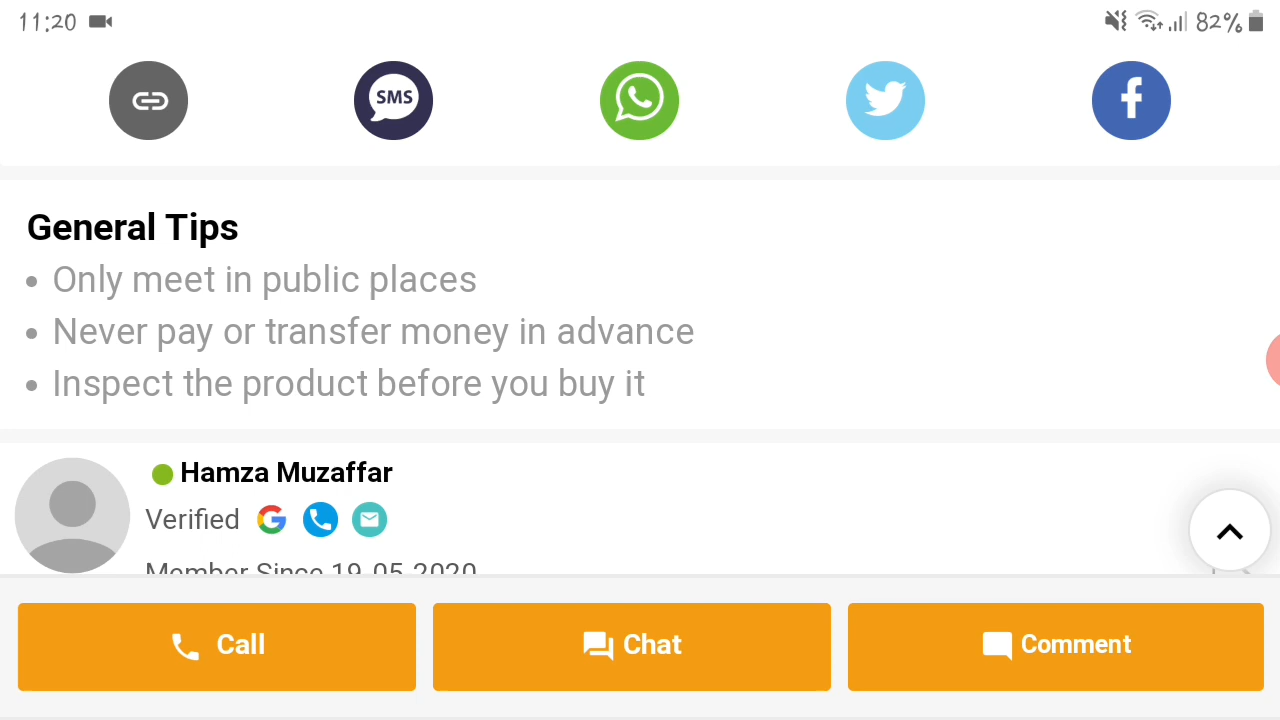 11:20
82%
SMS
General Tips
• Only meet in public places
• Never pay or transfer money in advance
• Inspect the product before you buy it
Hamza Muzaffar
Verified
Member Since 19-05-2020
Call
Chat
Comment